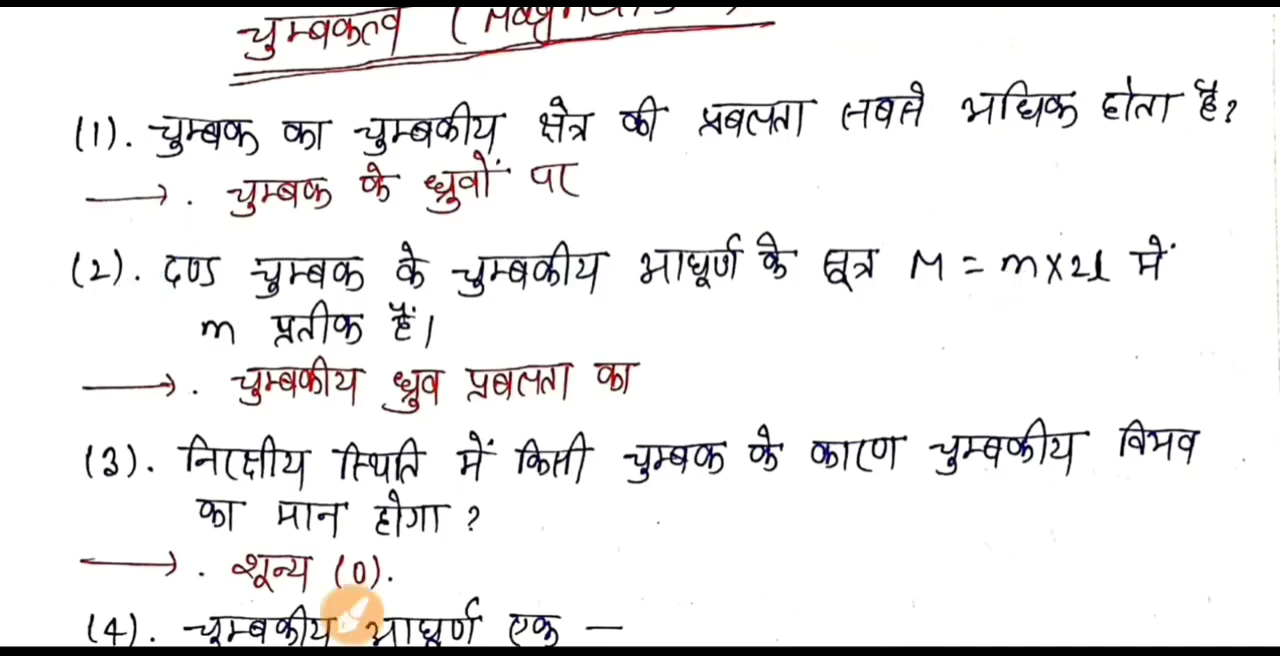 चुम्बकत्व (
(1). चुम्बक का चुम्बकीय क्षेत्र की प्रबलता सबसे अधिक होता है?
→. चुम्बक के ध्रुवों पर
(2). दण्ड चुम्बक के चुम्बकीय आघूर्ण के सूत्र M = m×2l में
m प्रतीक हैं।
→. चुम्बकीय ध्रुव प्रबलता का
(3). निरक्षीय स्थिति में किसी चुम्बक के कारण चुम्बकीय विभव
का मान होगा ?
→. शून्य (0).
(4). चुम्बकीय आघूर्ण एक —